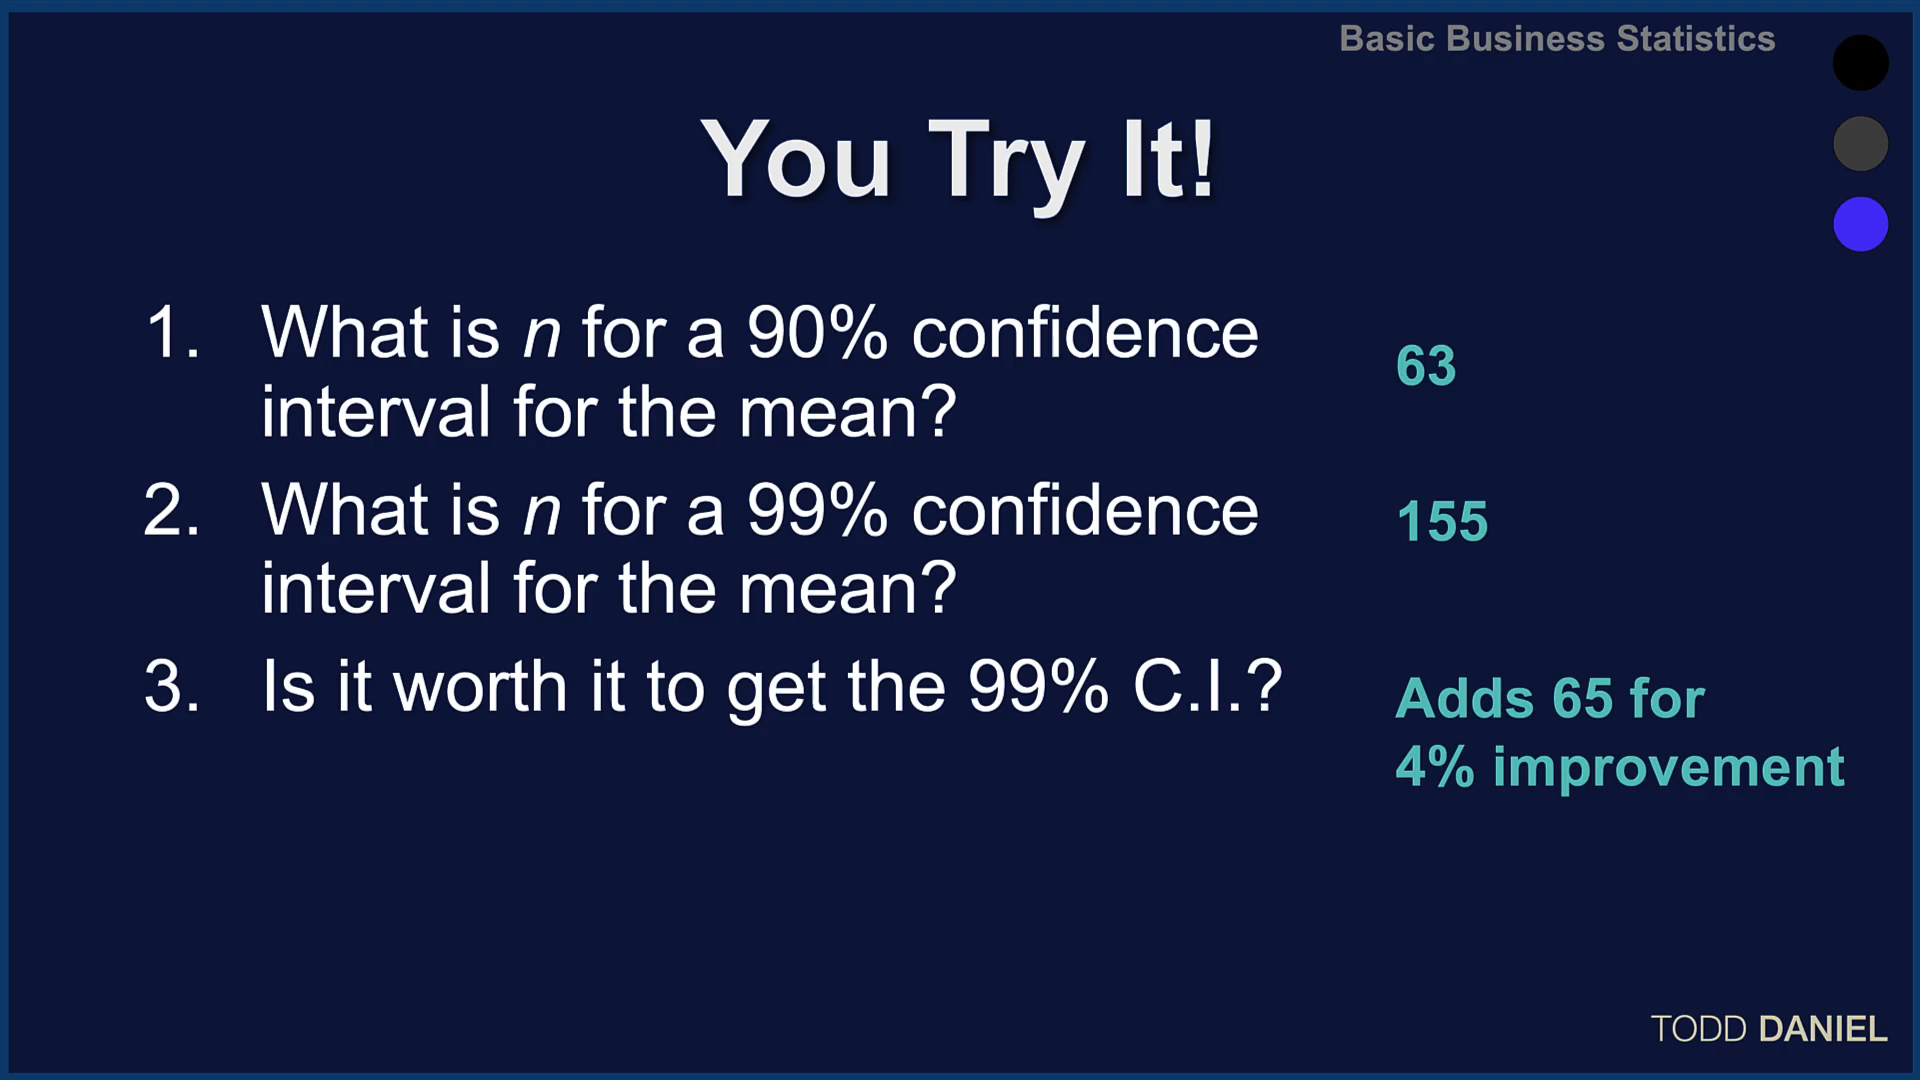 Basic Business Statistics
You Try It!
1. What is n for a 90% confidence
interval for the mean?
63
2. What is n for a 99% confidence
interval for the mean?
155
3. Is it worth it to get the 99% C.I.?
Adds 65 for
4% improvement
TODD DANIEL